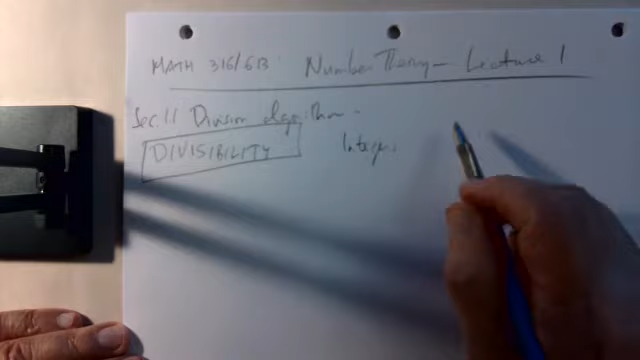 MATH 316/613: Number Theory - Lecture 1
Sec. 1.1 Division algorithm.
DIVISIBILITY Integers